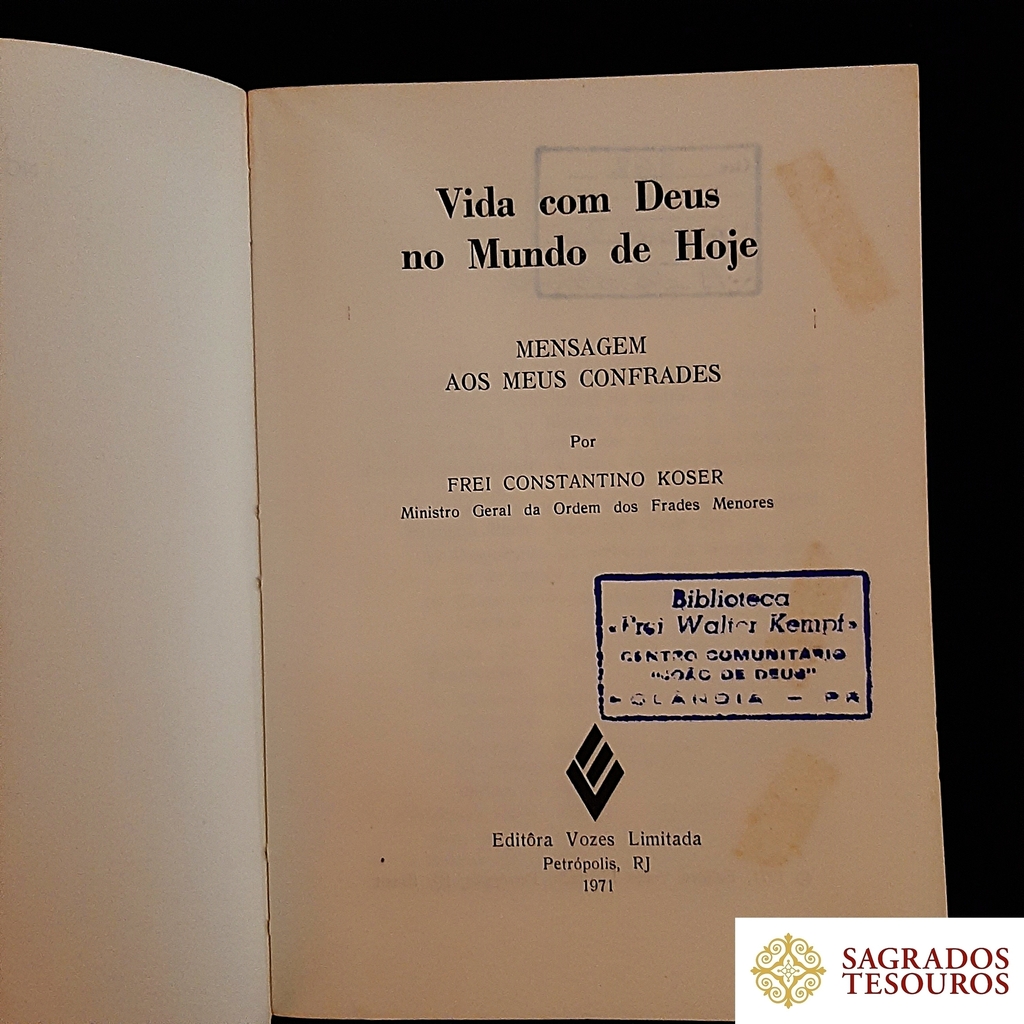 Vida com Deus
no Mundo de Hoje
MENSAGEM
AOS MEUS CONFRADES
Por
FREI CONSTANTINO KOSER
Ministro Geral da Ordem dos Frades Menores
Biblioteca
«Frei Walter Kempf»
CENTRO COMUNITÁRIO
"JOÃO DE DEUS"
ROLÂNDIA - PR
Editôra Vozes Limitada
Petrópolis, RJ
1971
SAGRADOS
TESOUROS